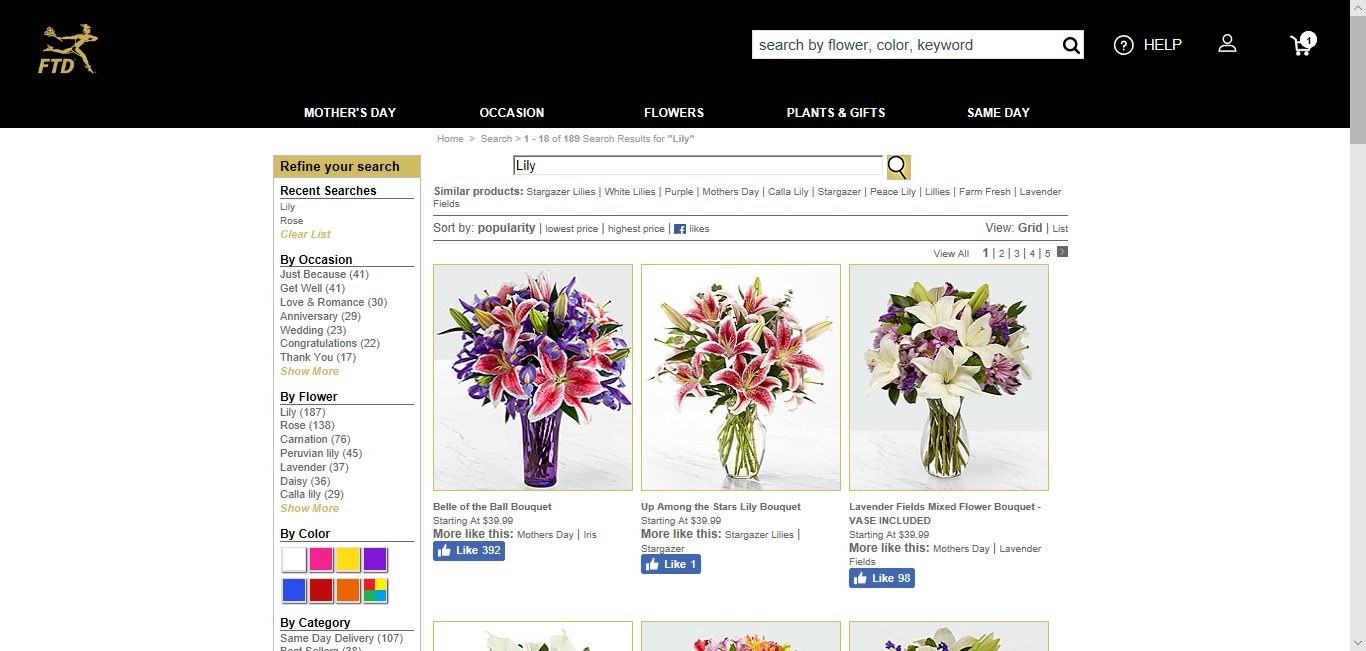 FTD
search by flower, color, keyword
? HELP
1
MOTHER'S DAY OCCASION FLOWERS PLANTS & GIFTS SAME DAY
Home > Search > 1 - 18 of 189 Search Results for "Lily"
Refine your search
Recent Searches
Lily
Rose
Clear List
By Occasion
Just Because (41)
Get Well (41)
Love & Romance (30)
Anniversary (29)
Wedding (23)
Congratulations (22)
Thank You (17)
Show More
By Flower
Lily (187)
Rose (138)
Carnation (76)
Peruvian lily (45)
Lavender (37)
Daisy (36)
Calla lily (29)
Show More
By Color
By Category
Same Day Delivery (107)
Best Sellers (38)
Lily
Similar products: Stargazer Lilies | White Lilies | Purple | Mothers Day | Calla Lily | Stargazer | Peace Lily | Lillies | Farm Fresh | Lavender
Fields
Sort by: popularity | lowest price | highest price | f likes
View: Grid | List
View All 1 | 2 | 3 | 4 | 5 >
Belle of the Ball Bouquet
Starting At $39.99
More like this: Mothers Day | Iris
Like 392
Up Among the Stars Lily Bouquet
Starting At $39.99
More like this: Stargazer Lilies |
Stargazer
Like 1
Lavender Fields Mixed Flower Bouquet -
VASE INCLUDED
Starting At $39.99
More like this: Mothers Day | Lavender
Fields
Like 98